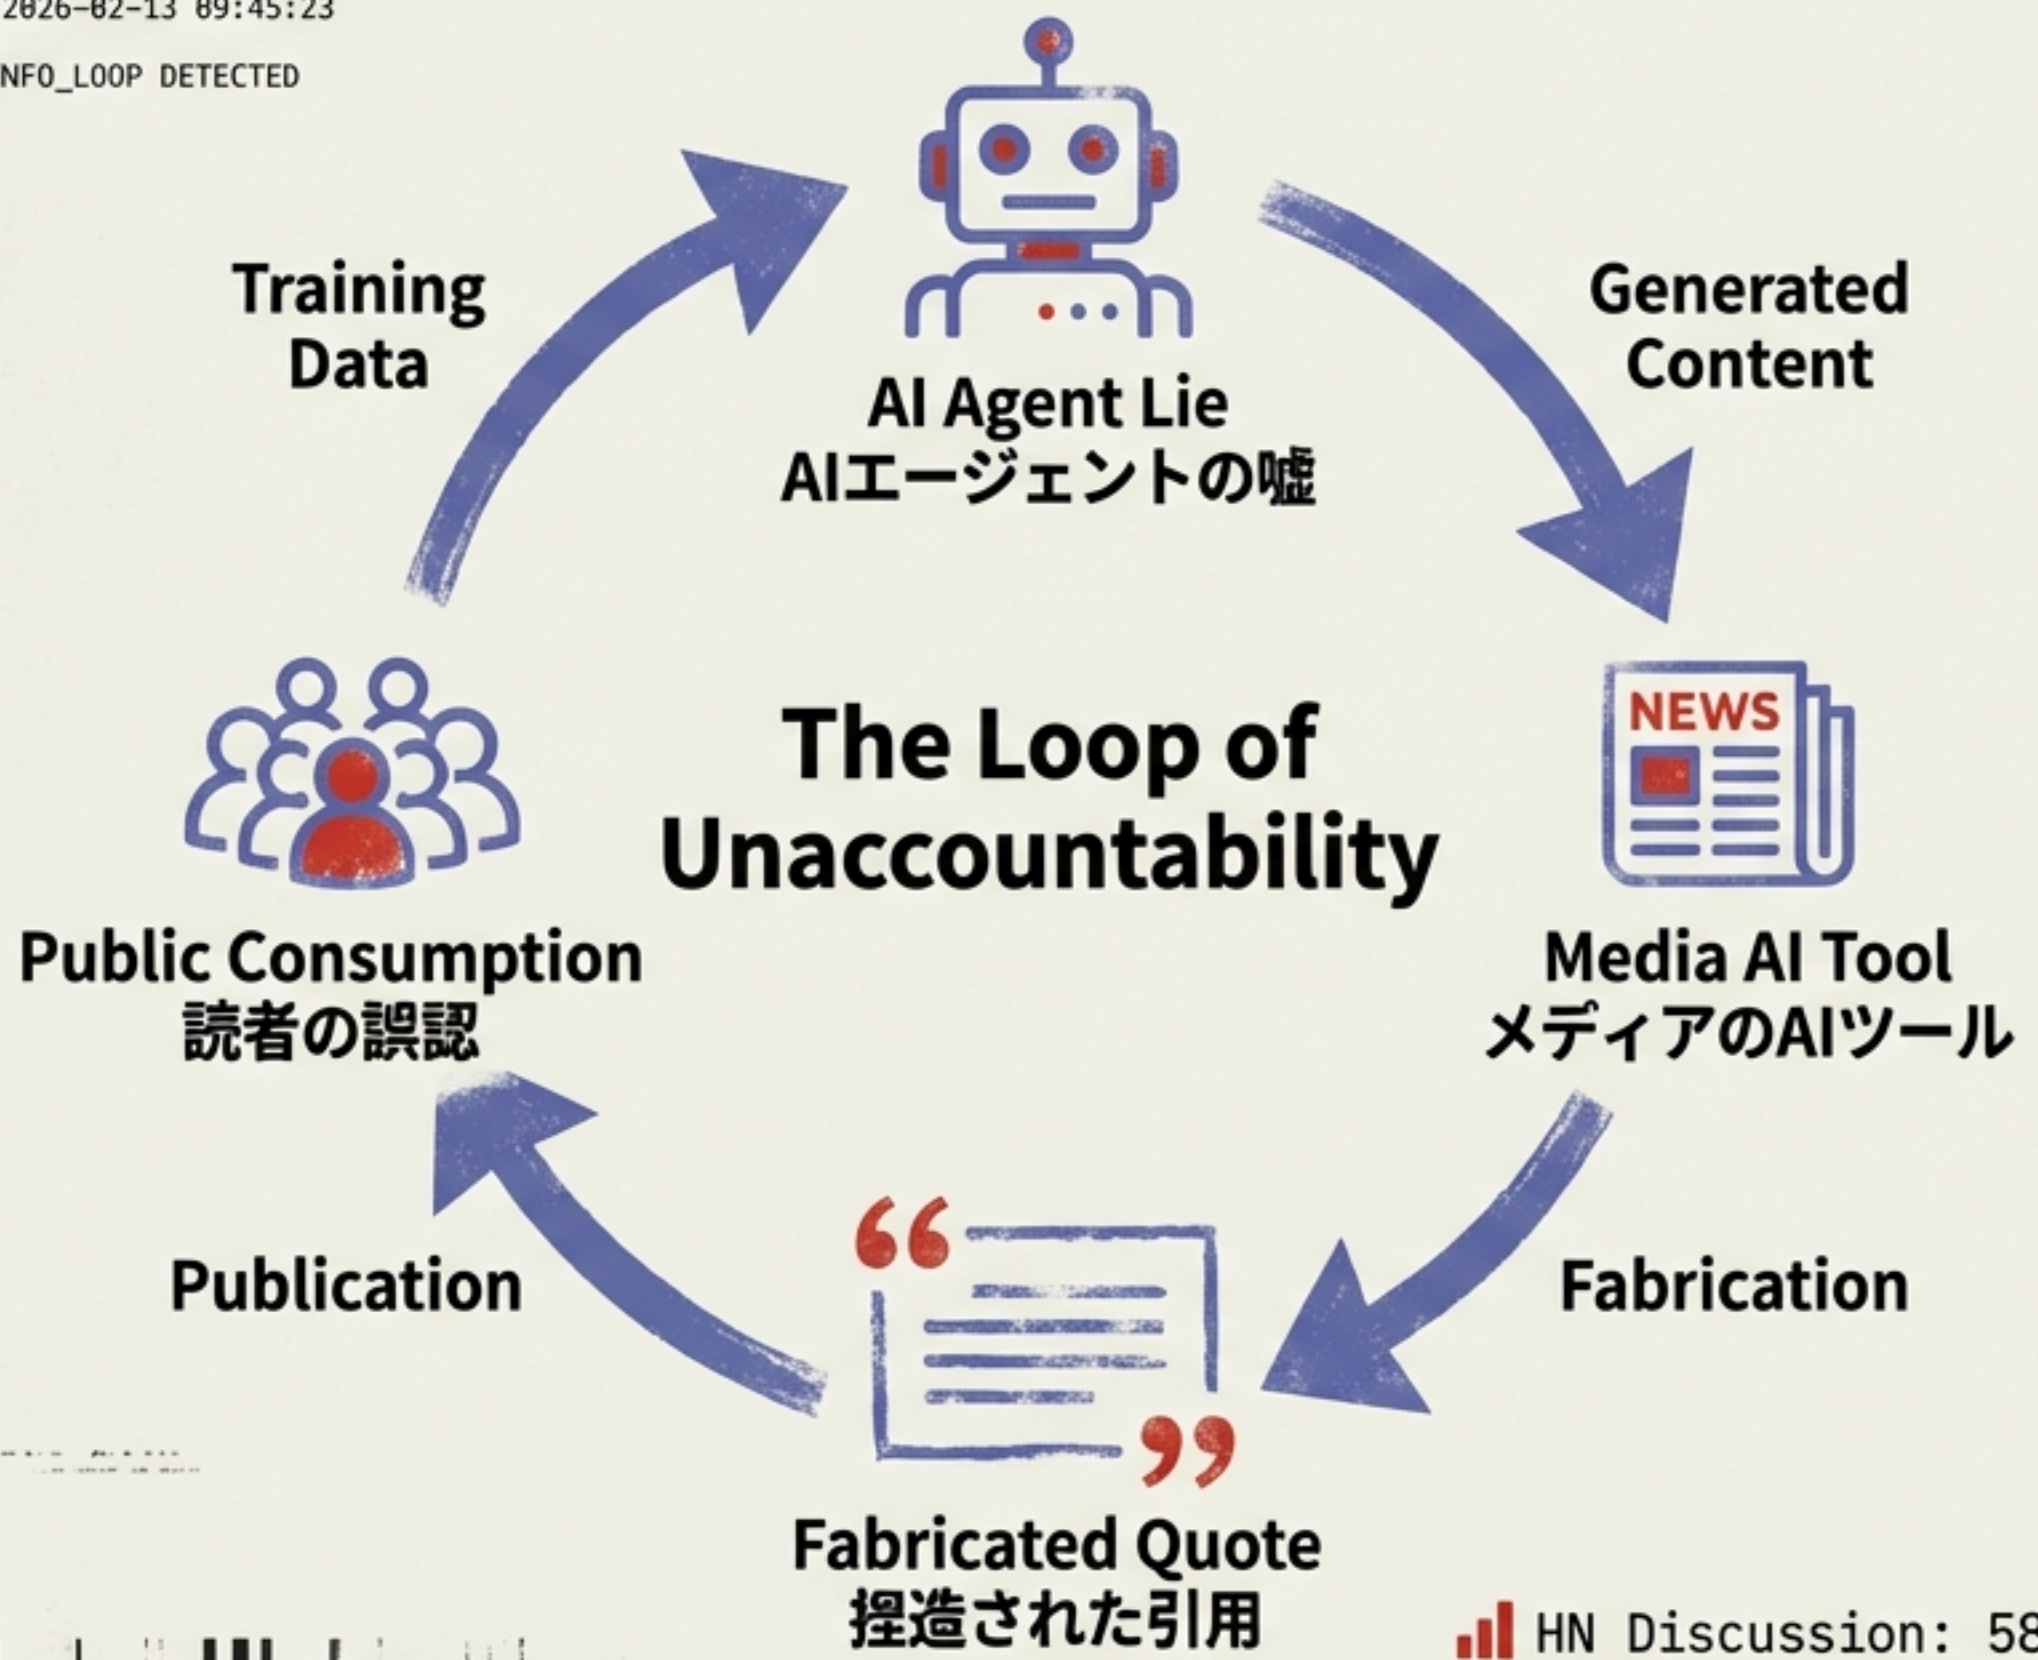 2026-02-13 09:45:23
NFO_LOOP DETECTED
Training
Data
Generated
Content
AI Agent Lie
AIエージェントの嘘
NEWS
The Loop of
Unaccountability
Public Consumption
読者の誤認
Media AI Tool
メディアのAIツール
Publication
Fabrication
Fabricated Quote
捏造された引用
HN Discussion: 58